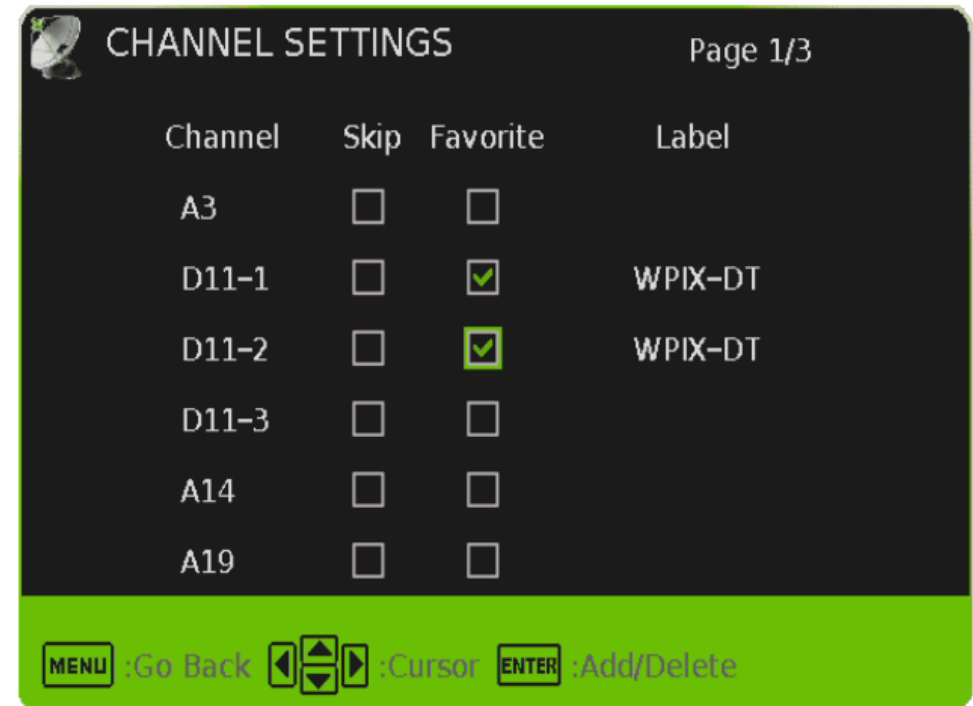 CHANNEL SETTINGS Page 1/3
Channel Skip Favorite Label
A3
D11-1 WPIX-DT
D11-2 WPIX-DT
D11-3
A14
A19
MENU :Go Back :Cursor ENTER :Add/Delete